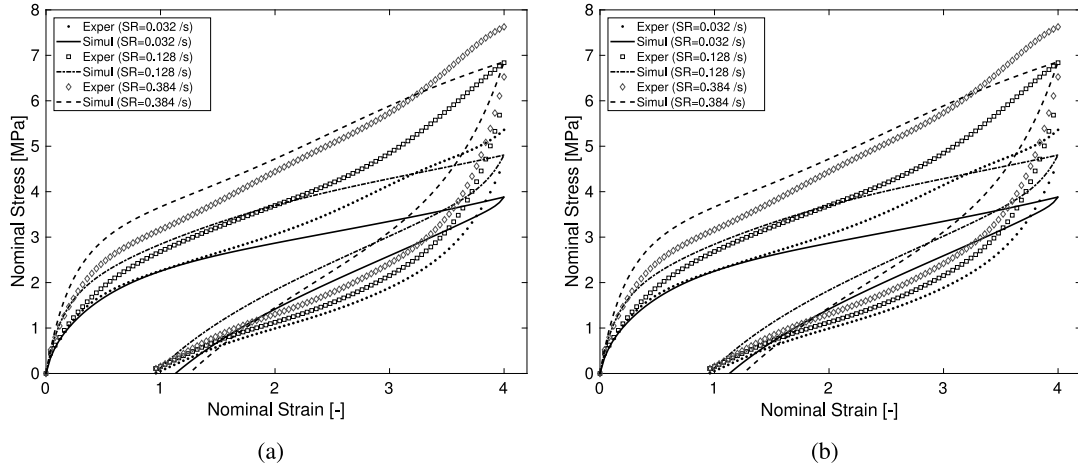 8
7
6
5
4
3
2
1
0
Nominal Stress [MPa]
Exper (SR=0.032 /s)
Simul (SR=0.032 /s)
Exper (SR=0.128 /s)
Simul (SR=0.128 /s)
Exper (SR=0.384 /s)
Simul (SR=0.384 /s)
0 1 2 3 4
Nominal Strain [-]
(a)
8
7
6
5
4
3
2
1
0
Nominal Stress [MPa]
Exper (SR=0.032 /s)
Simul (SR=0.032 /s)
Exper (SR=0.128 /s)
Simul (SR=0.128 /s)
Exper (SR=0.384 /s)
Simul (SR=0.384 /s)
0 1 2 3 4
Nominal Strain [-]
(b)